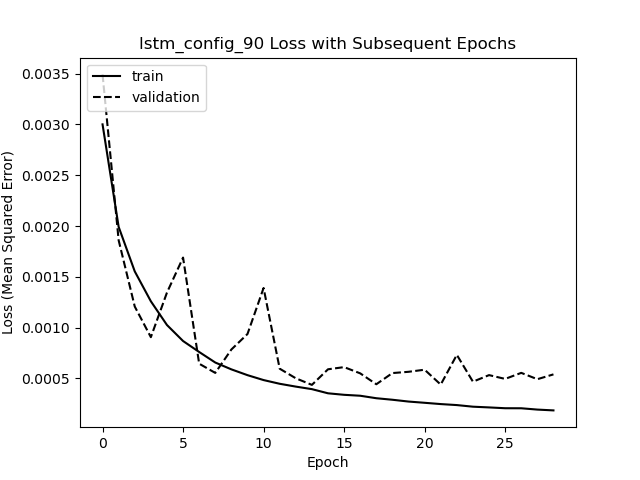 lstm_config_90 Loss with Subsequent Epochs
train
validation
0.0035
0.0030
0.0025
0.0020
0.0015
0.0010
0.0005
Loss (Mean Squared Error)
0 5 10 15 20 25
Epoch